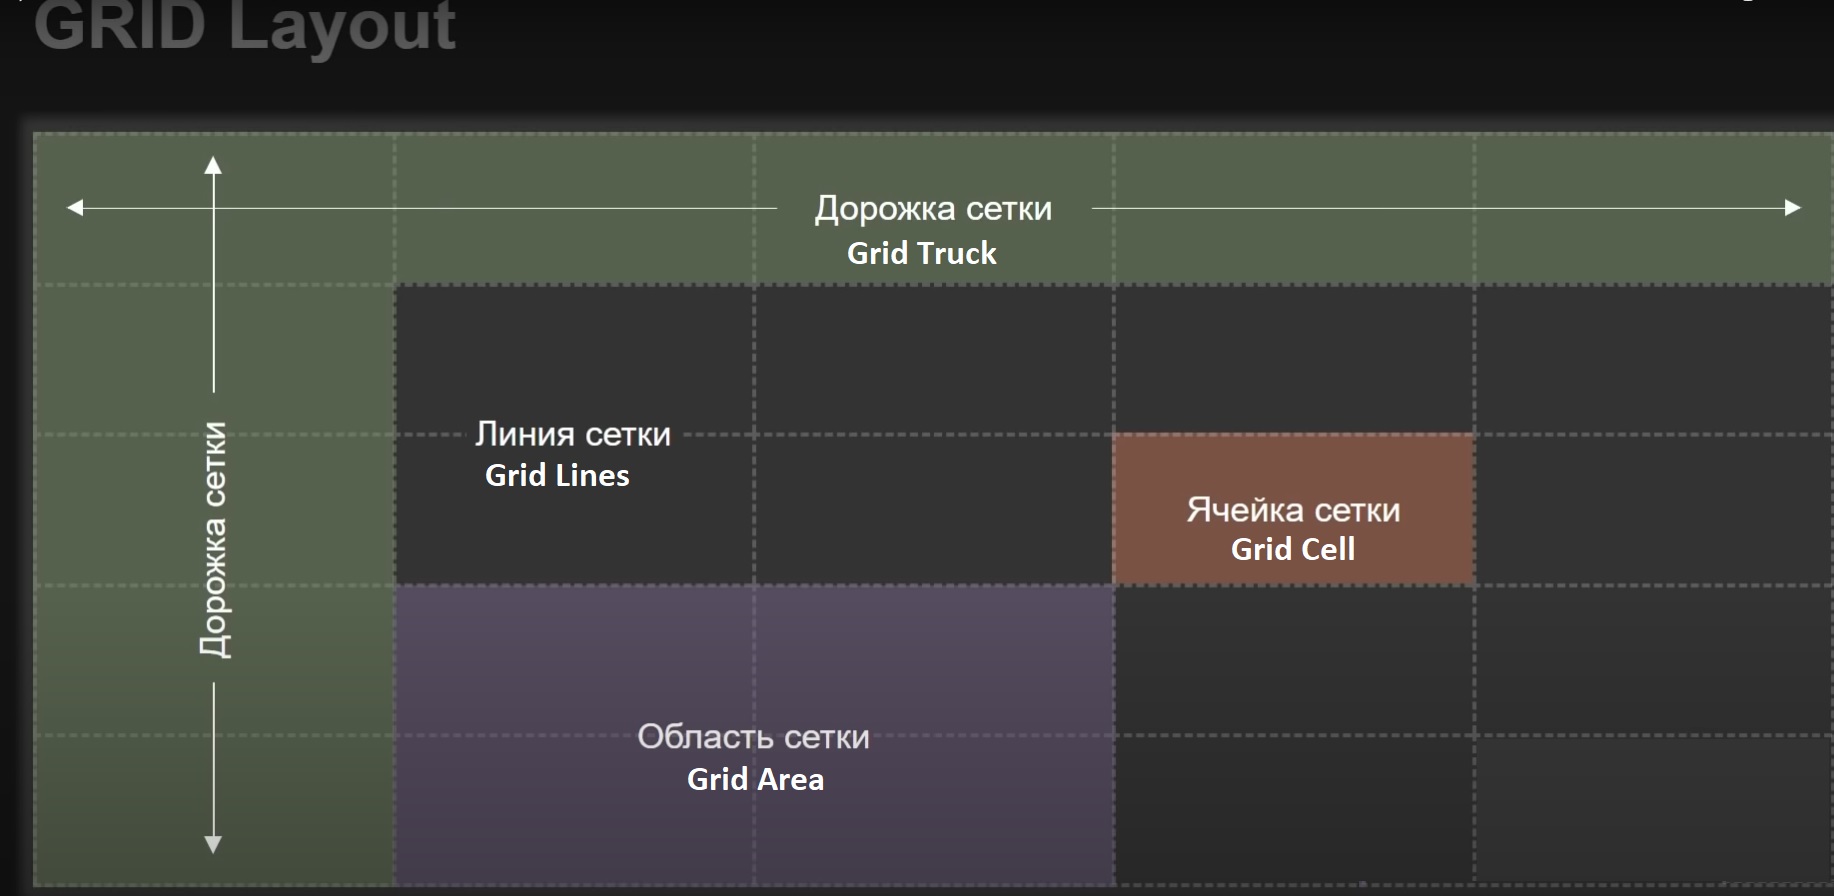 GRID Layout
Дорожка сетки
Grid Truck
Дорожка сетки
Линия сетки
Grid Lines
Ячейка сетки
Grid Cell
Область сетки
Grid Area